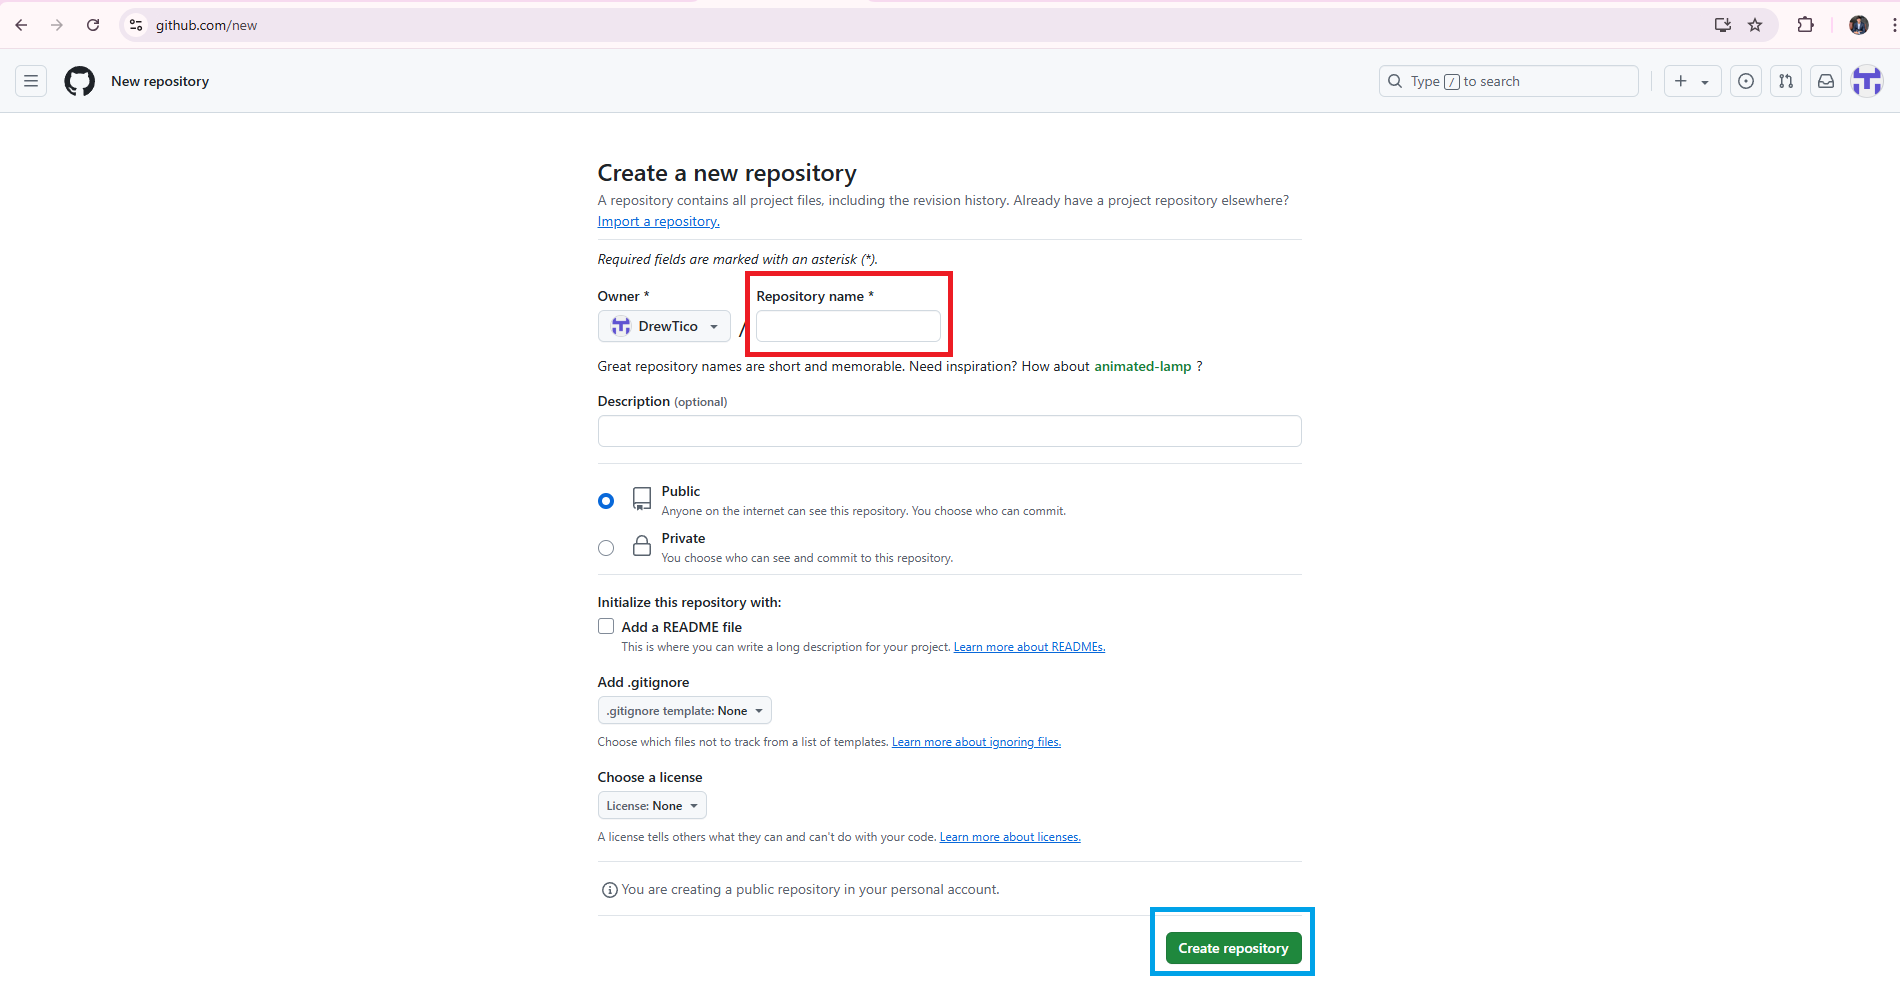 github.com/new
New repository
Type / to search
Create a new repository
A repository contains all project files, including the revision history. Already have a project repository elsewhere?
Import a repository.
Required fields are marked with an asterisk (*).
Owner *
Repository name *
DrewTico
/
Great repository names are short and memorable. Need inspiration? How about animated-lamp ?
Description (optional)
Public
Anyone on the internet can see this repository. You choose who can commit.
Private
You choose who can see and commit to this repository.
Initialize this repository with:
Add a README file
This is where you can write a long description for your project. Learn more about READMEs.
Add .gitignore
.gitignore template: None
Choose which files not to track from a list of templates. Learn more about ignoring files.
Choose a license
License: None
A license tells others what they can and can't do with your code. Learn more about licenses.
You are creating a public repository in your personal account.
Create repository